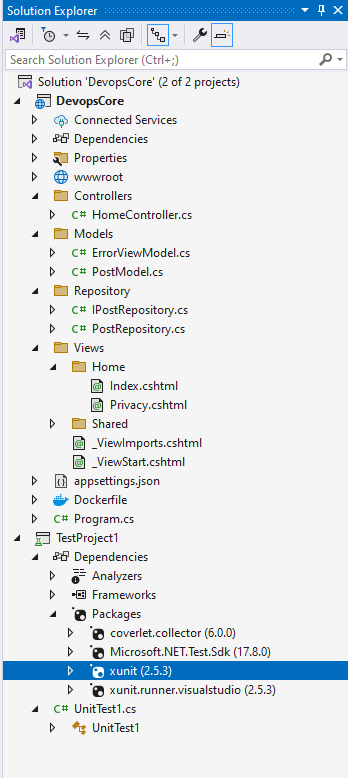 Solution Explorer
Search Solution Explorer (Ctrl+;)
Solution 'DevopsCore' (2 of 2 projects)
DevopsCore
Connected Services
Dependencies
Properties
wwwroot
Controllers
C# HomeController.cs
Models
C# ErrorViewModel.cs
C# PostModel.cs
Repository
C# IPostRepository.cs
C# PostRepository.cs
Views
Home
Index.cshtml
Privacy.cshtml
Shared
_ViewImports.cshtml
_ViewStart.cshtml
appsettings.json
Dockerfile
C# Program.cs
TestProject1
Dependencies
Analyzers
Frameworks
Packages
coverlet.collector (6.0.0)
Microsoft.NET.Test.Sdk (17.8.0)
xunit (2.5.3)
xunit.runner.visualstudio (2.5.3)
C# UnitTest1.cs
UnitTest1